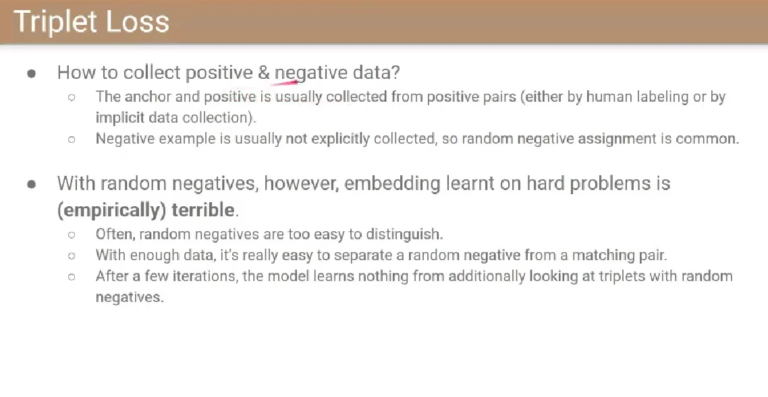 Triplet Loss
● How to collect positive & negative data?
○ The anchor and positive is usually collected from positive pairs (either by human labeling or by
implicit data collection).
○ Negative example is usually not explicitly collected, so random negative assignment is common.
● With random negatives, however, embedding learnt on hard problems is
(empirically) terrible.
○ Often, random negatives are too easy to distinguish.
○ With enough data, it's really easy to separate a random negative from a matching pair.
○ After a few iterations, the model learns nothing from additionally looking at triplets with random
negatives.